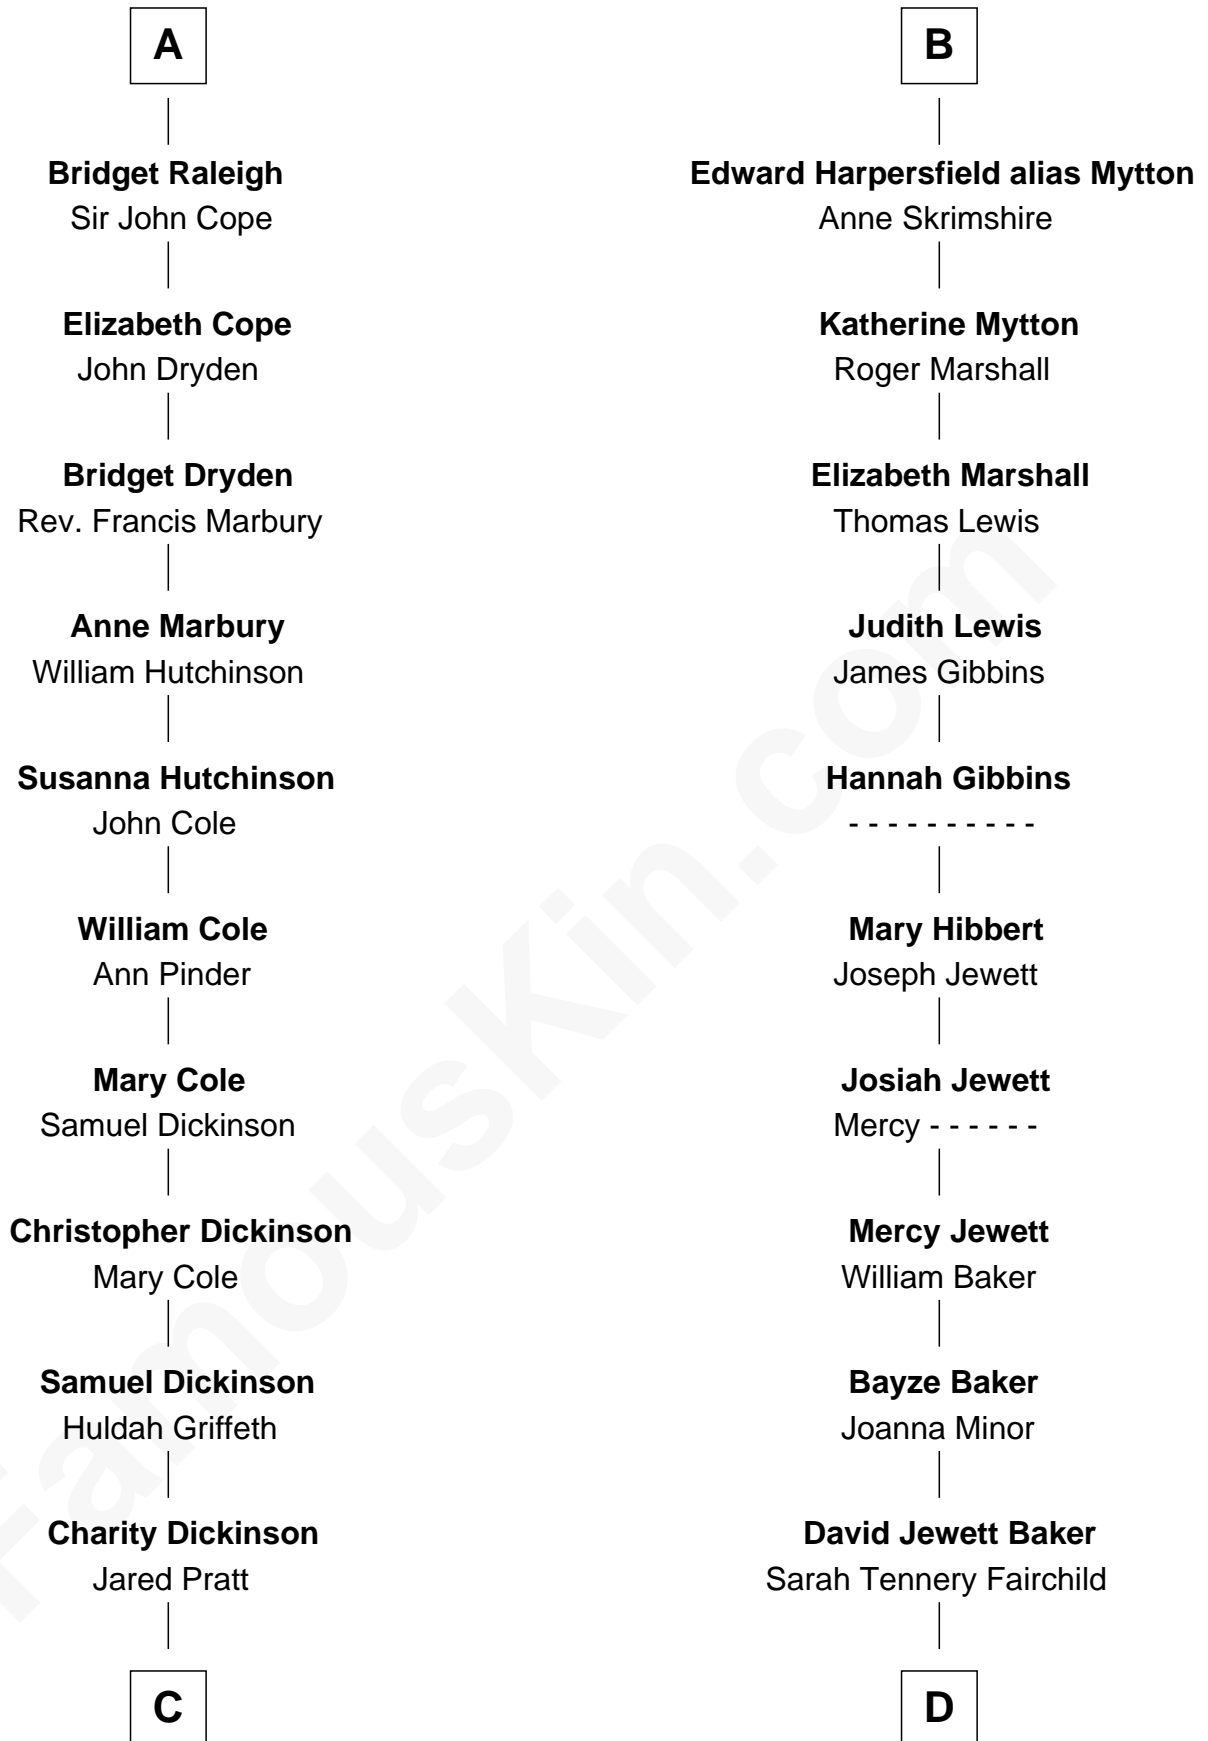 A
Bridget Raleigh
Sir John Cope
Elizabeth Cope
John Dryden
Bridget Dryden
Rev. Francis Marbury
Anne Marbury
William Hutchinson
Susanna Hutchinson
John Cole
William Cole
Ann Pinder
Mary Cole
Samuel Dickinson
Christopher Dickinson
Mary Cole
Samuel Dickinson
Huldah Griffeth
Charity Dickinson
Jared Pratt
C
B
Edward Harpersfield alias Mytton
Anne Skrimshire
Katherine Mytton
Roger Marshall
Elizabeth Marshall
Thomas Lewis
Judith Lewis
James Gibbins
Hannah Gibbins
- - - - - - - - - -
Mary Hibbert
Joseph Jewett
Josiah Jewett
Mercy - - - - - -
Mercy Jewett
William Baker
Bayze Baker
Joanna Minor
David Jewett Baker
Sarah Tennery Fairchild
D
FamousKin.com